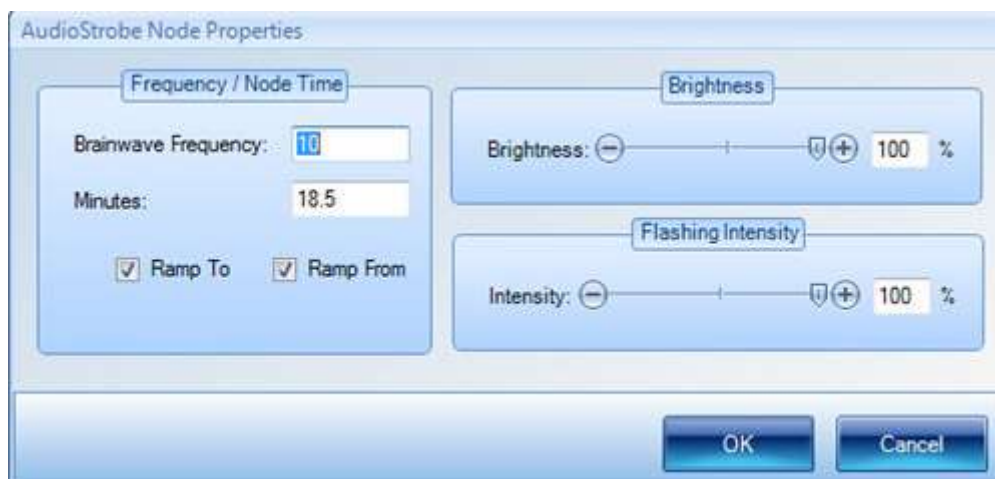 AudioStrobe Node Properties
Frequency / Node Time
Brainwave Frequency: 10
Minutes: 18.5
Ramp To Ramp From
Brightness
Brightness: 100 %
Flashing Intensity
Intensity: 100 %
OK Cancel